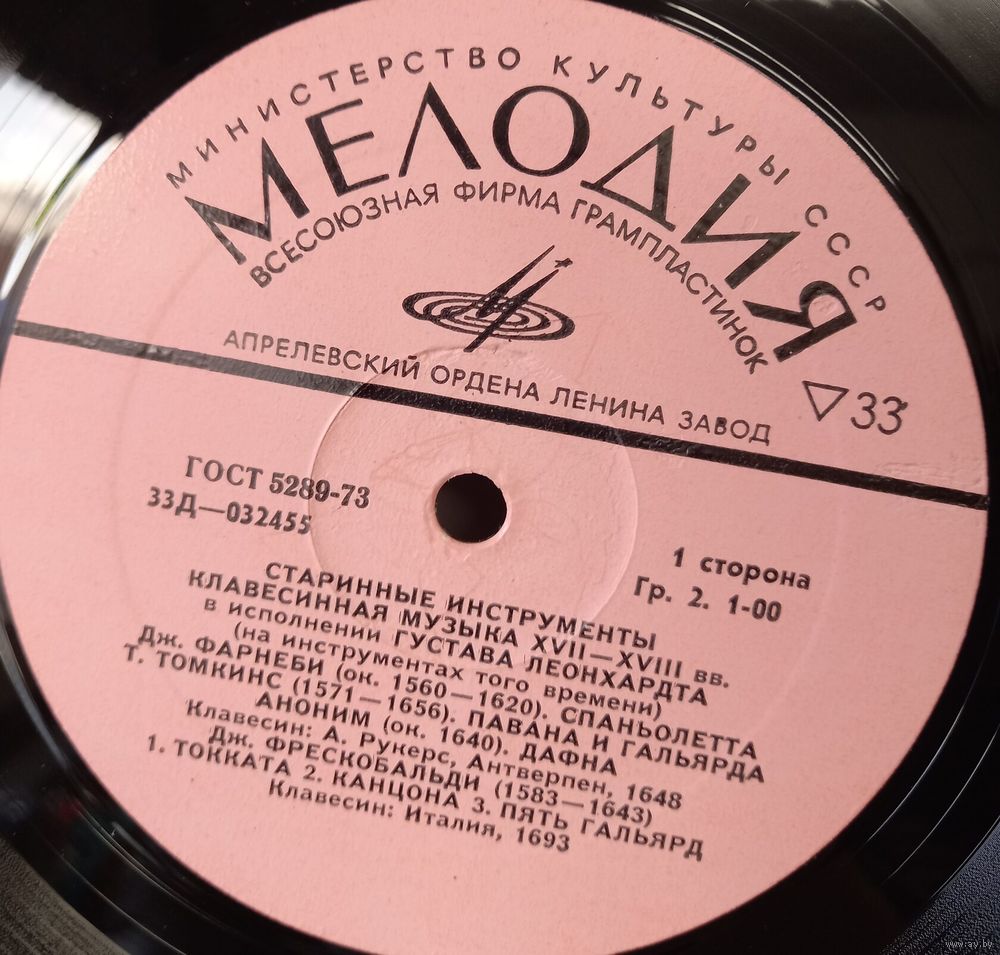 МИНИСТЕРСТВО КУЛЬТУРЫ СССР
МЕЛОДИЯ
ВСЕСОЮЗНАЯ ФИРМА ГРАМПЛАСТИНОК
АПРЕЛЕВСКИЙ ОРДЕНА ЛЕНИНА ЗАВОД
33
ГОСТ 5289-73
33Д—032455
1 сторона
Гр. 2. 1-00
СТАРИННЫЕ ИНСТРУМЕНТЫ
КЛАВЕСИННАЯ МУЗЫКА XVII—XVIII вв.
в исполнении ГУСТАВА ЛЕОНХАРДТА
(на инструментах того времени)
Дж. ФАРНЕБИ (ок. 1560—1620). СПАНЬОЛЕТТА
Т. ТОМКИНС (1571—1656). ПАВАНА И ГАЛЬЯРДА
АНОНИМ (ок. 1640). ДАФНА
Клавесин: А. Рукерс, Антверпен, 1648
Дж. ФРЕСКОБАЛЬДИ (1583—1643)
1. ТОККАТА 2. КАНЦОНА 3. ПЯТЬ ГАЛЬЯРД
Клавесин: Италия, 1693
www.ay.by